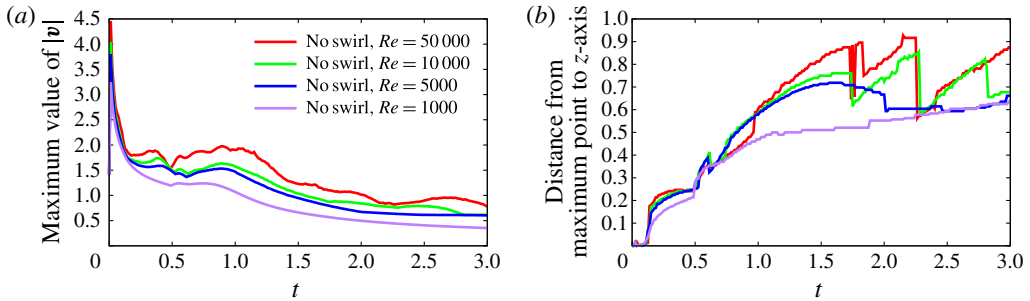 (a)
Maximum value of |v|
4.5
4.0
3.5
3.0
2.5
2.0
1.5
1.0
0.5
No swirl, Re = 50 000
No swirl, Re = 10 000
No swirl, Re = 5000
No swirl, Re = 1000
0 0.5 1.0 1.5 2.0 2.5 3.0
t
(b)
Distance from
maximum point to z-axis
1.0
0.9
0.8
0.7
0.6
0.5
0.4
0.3
0.2
0.1
0 0.5 1.0 1.5 2.0 2.5 3.0
t